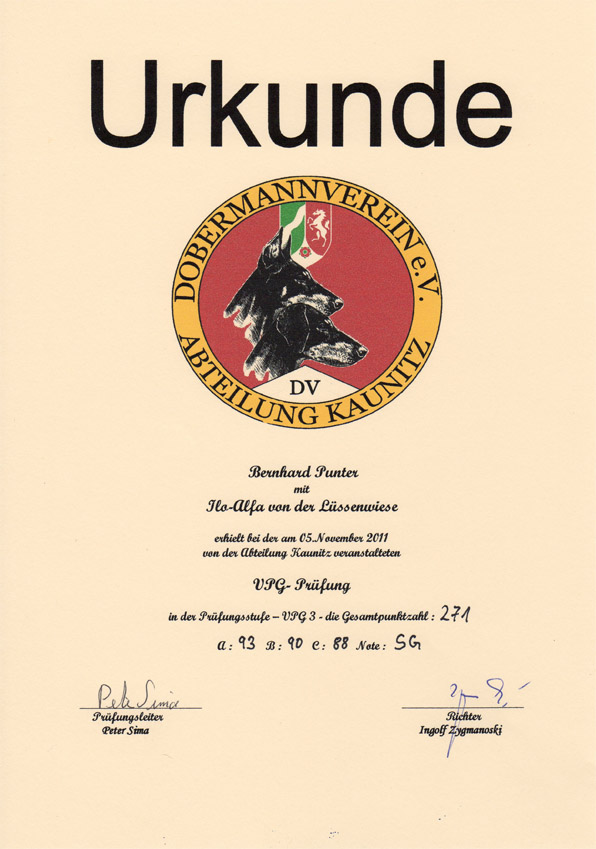 Urkunde
DOBERMANNVEREIN e.V.
DV
ABTEILUNG KAUNITZ
Bernhard Punter
mit
Ilo-Alfa von der Lüssenwiese
erhielt bei der am 05.November 2011
von der Abteilung Kaunitz veranstalteten
VPG- Prüfung
in der Prüfungsstufe – VPG 3 - die Gesamtpunktzahl : 271
A : 93 B : 90 C : 88 Note : SG
Pete Sima
Prüfungsleiter
Peter Sima
Richter
Ingolf Zygmanoski